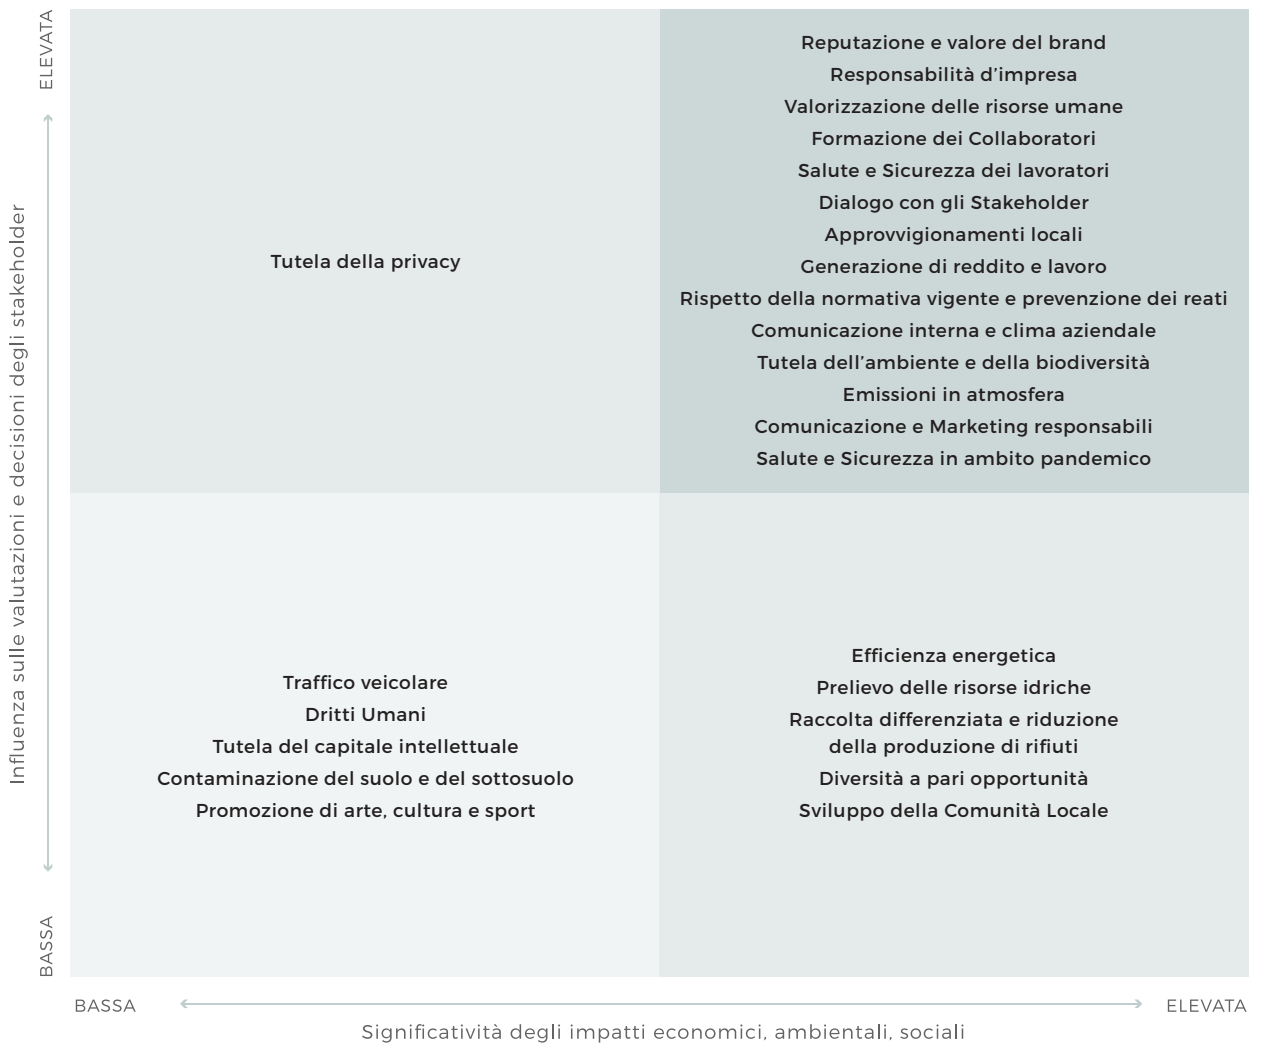 ELEVATA
Influenza sulle valutazioni e decisioni degli stakeholder
BASSA
Tutela della privacy
Reputazione e valore del brand
Responsabilità d’impresa
Valorizzazione delle risorse umane
Formazione dei Collaboratori
Salute e Sicurezza dei lavoratori
Dialogo con gli Stakeholder
Approvvigionamenti locali
Generazione di reddito e lavoro
Rispetto della normativa vigente e prevenzione dei reati
Comunicazione interna e clima aziendale
Tutela dell’ambiente e della biodiversità
Emissioni in atmosfera
Comunicazione e Marketing responsabili
Salute e Sicurezza in ambito pandemico
Traffico veicolare
Dritti Umani
Tutela del capitale intellettuale
Contaminazione del suolo e del sottosuolo
Promozione di arte, cultura e sport
Efficienza energetica
Prelievo delle risorse idriche
Raccolta differenziata e riduzione
della produzione di rifiuti
Diversità a pari opportunità
Sviluppo della Comunità Locale
BASSA
ELEVATA
Significatività degli impatti economici, ambientali, sociali